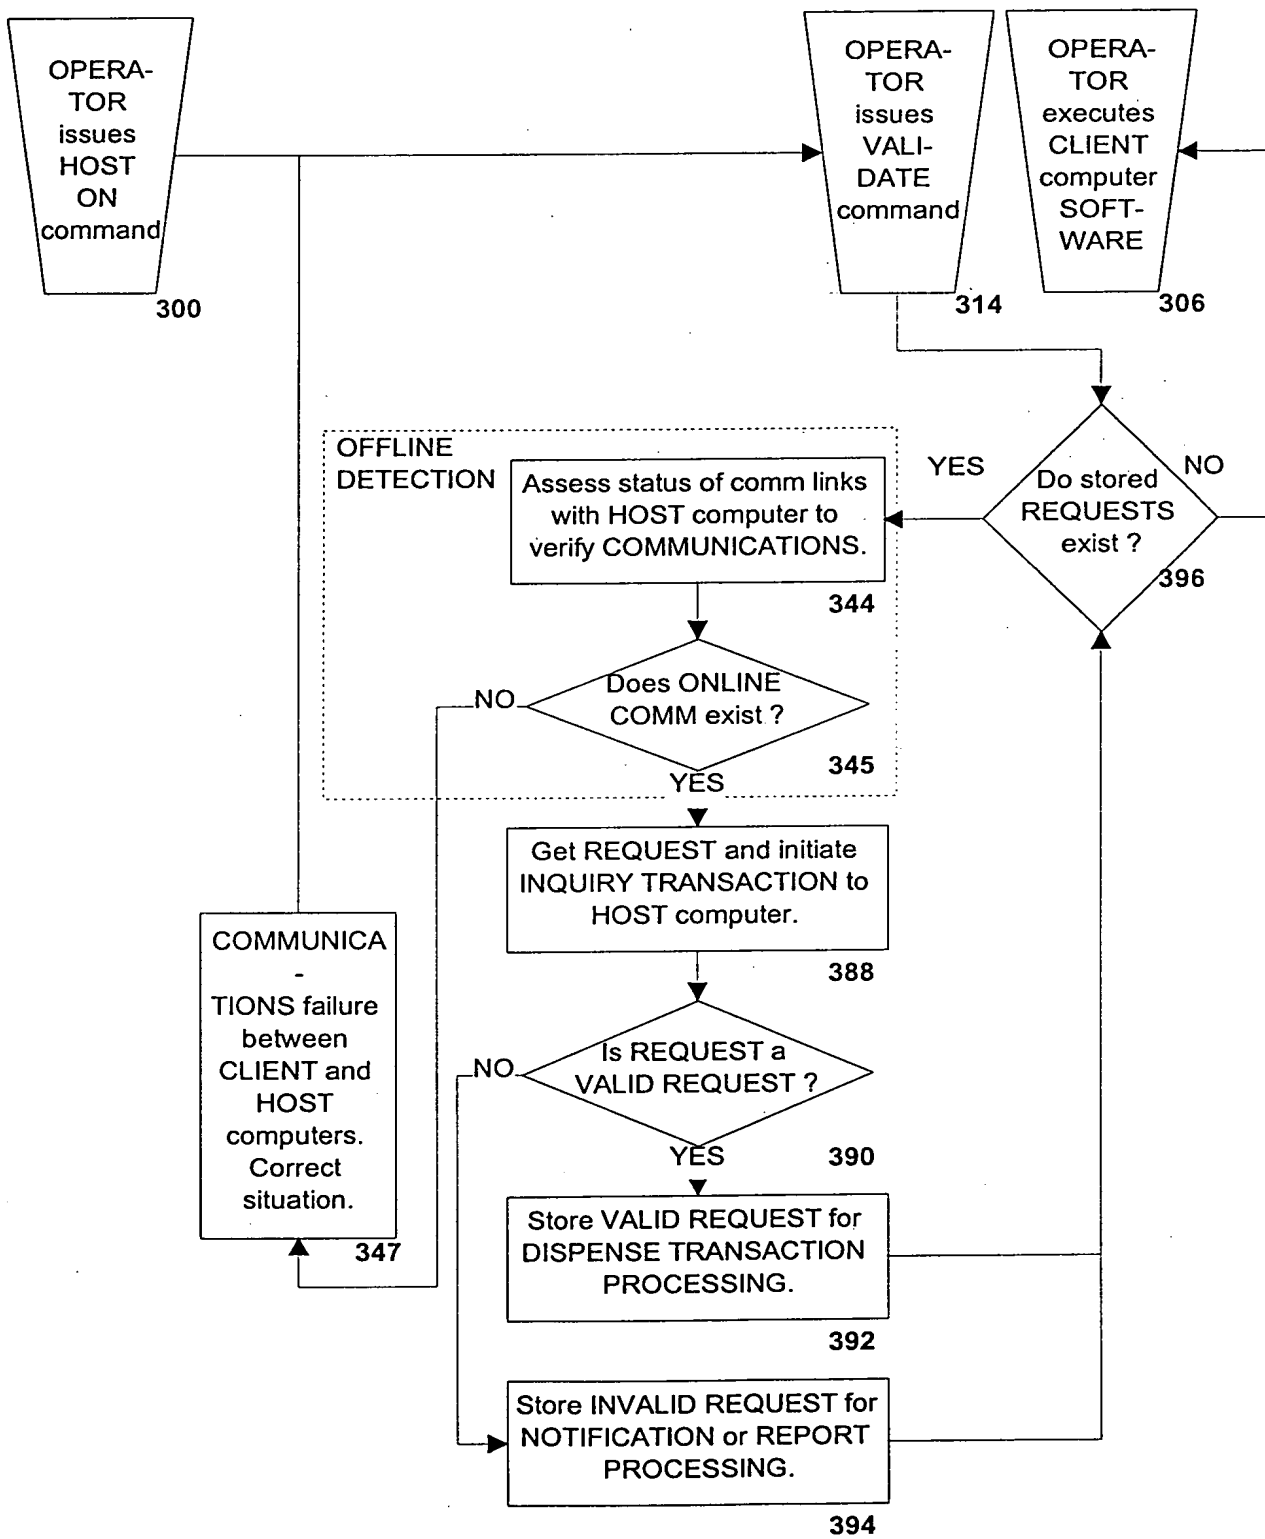 OPERA-
TOR
issues
HOST
ON
command
300
OPERA-
TOR
issues
VALI-
DATE
command
314
OPERA-
TOR
executes
CLIENT
computer
SOFT-
WARE
306
OFFLINE
DETECTION
Assess status of comm links
with HOST computer to
verify COMMUNICATIONS.
344
YES
Do stored
REQUESTS
exist ?
NO
396
NO
Does ONLINE
COMM exist ?
345
YES
Get REQUEST and initiate
INQUIRY TRANSACTION to
HOST computer.
388
COMMUNICA
-
TIONS failure
between
CLIENT and
HOST
computers.
Correct
situation.
347
NO
Is REQUEST a
VALID REQUEST ?
YES
390
Store VALID REQUEST for
DISPENSE TRANSACTION
PROCESSING.
392
Store INVALID REQUEST for
NOTIFICATION or REPORT
PROCESSING.
394